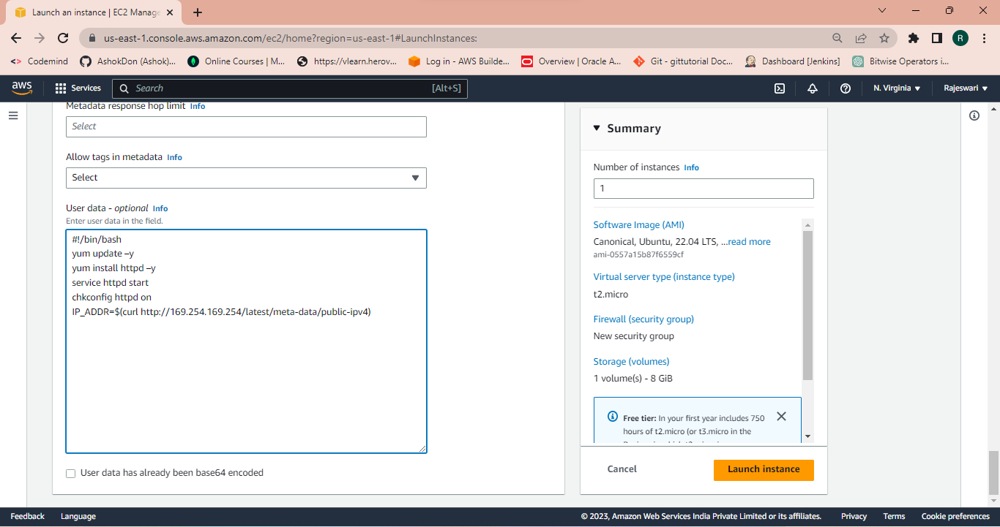 Launch an instance | EC2 Manage
us-east-1.console.aws.amazon.com/ec2/home?region=us-east-1#LaunchInstances:
R
Codemind
AshokDon (Ashok)...
Online Courses | M...
https://vlearn.herov...
Log in - AWS Builde...
Overview | Oracle A...
Git - gittutorial Doc...
Dashboard [Jenkins]
Bitwise Operators i...
aws
Services
Search
[Alt+S]
N. Virginia
Rajeswari
Metadata response hop limit Info
Select
Allow tags in metadata Info
Select
User data - optional Info
Enter user data in the field.
#!/bin/bash
yum update –y
yum install httpd –y
service httpd start
chkconfig httpd on
IP_ADDR=$(curl http://169.254.169.254/latest/meta-data/public-ipv4)
User data has already been base64 encoded
Summary
Number of instances Info
1
Software Image (AMI)
Canonical, Ubuntu, 22.04 LTS, ...read more
ami-0557a15b87f6559cf
Virtual server type (instance type)
t2.micro
Firewall (security group)
New security group
Storage (volumes)
1 volume(s) - 8 GiB
Free tier: In your first year includes 750
hours of t2.micro (or t3.micro in the
Cancel
Launch instance
Feedback
Language
© 2023, Amazon Web Services India Private Limited or its affiliates.
Privacy
Terms
Cookie preferences